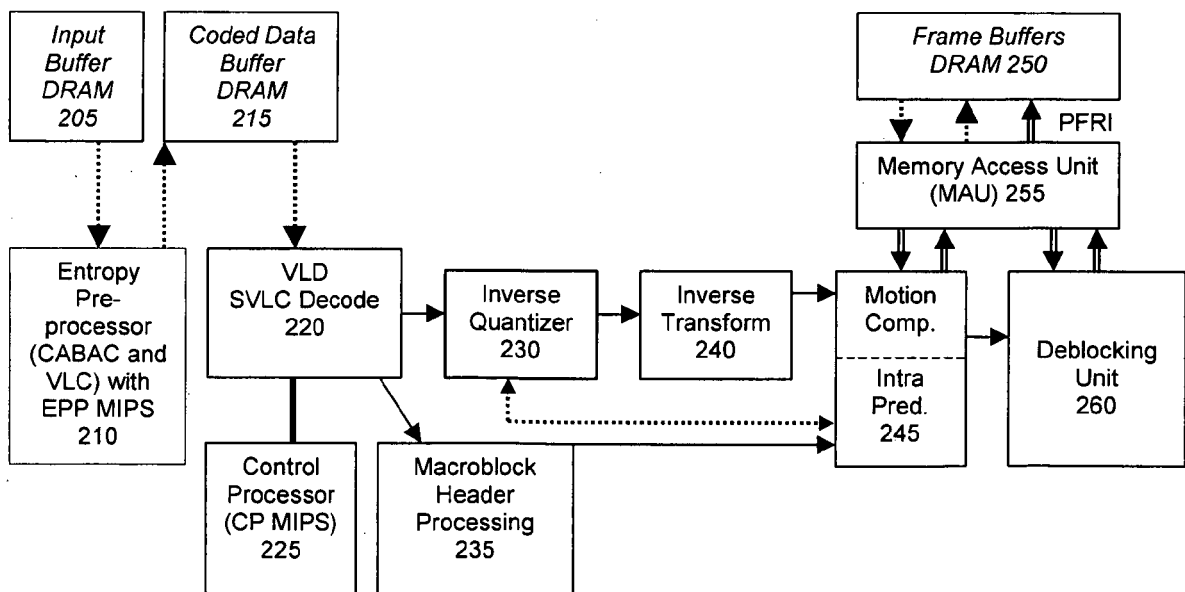 Input
Buffer
DRAM
205
Coded Data
Buffer
DRAM
215
Frame Buffers
DRAM 250
PFRI
Memory Access Unit
(MAU) 255
Entropy
Pre-
processor
(CABAC and
VLC) with
EPP MIPS
210
VLD
SVLC Decode
220
Inverse
Quantizer
230
Inverse
Transform
240
Motion
Comp.
Intra
Pred.
245
Deblocking
Unit
260
Control
Processor
(CP MIPS)
225
Macroblock
Header
Processing
235